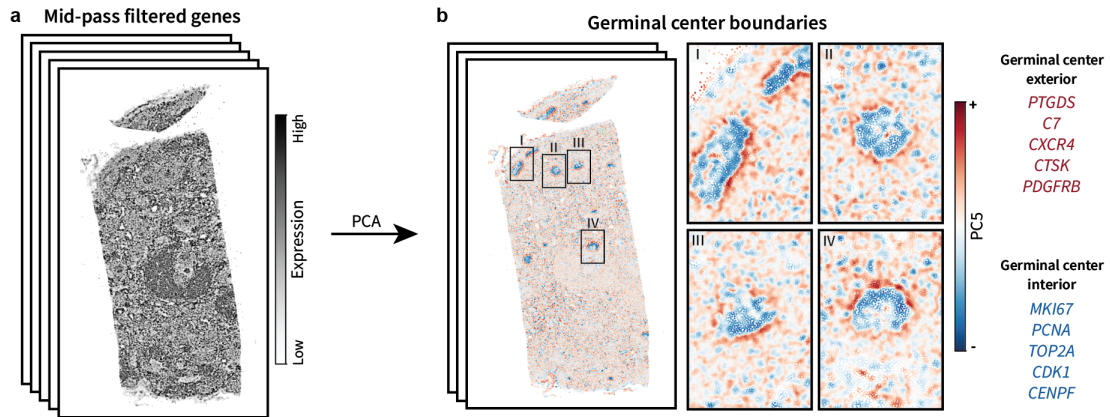 a
Mid-pass filtered genes
High
Expression
Low
PCA
b
Germinal center boundaries
I
II
III
IV
I
II
III
IV
+
PC5
-
Germinal center
exterior
PTGDS
C7
CXCR4
CTSK
PDGFRB
Germinal center
interior
MKI67
PCNA
TOP2A
CDK1
CENPF